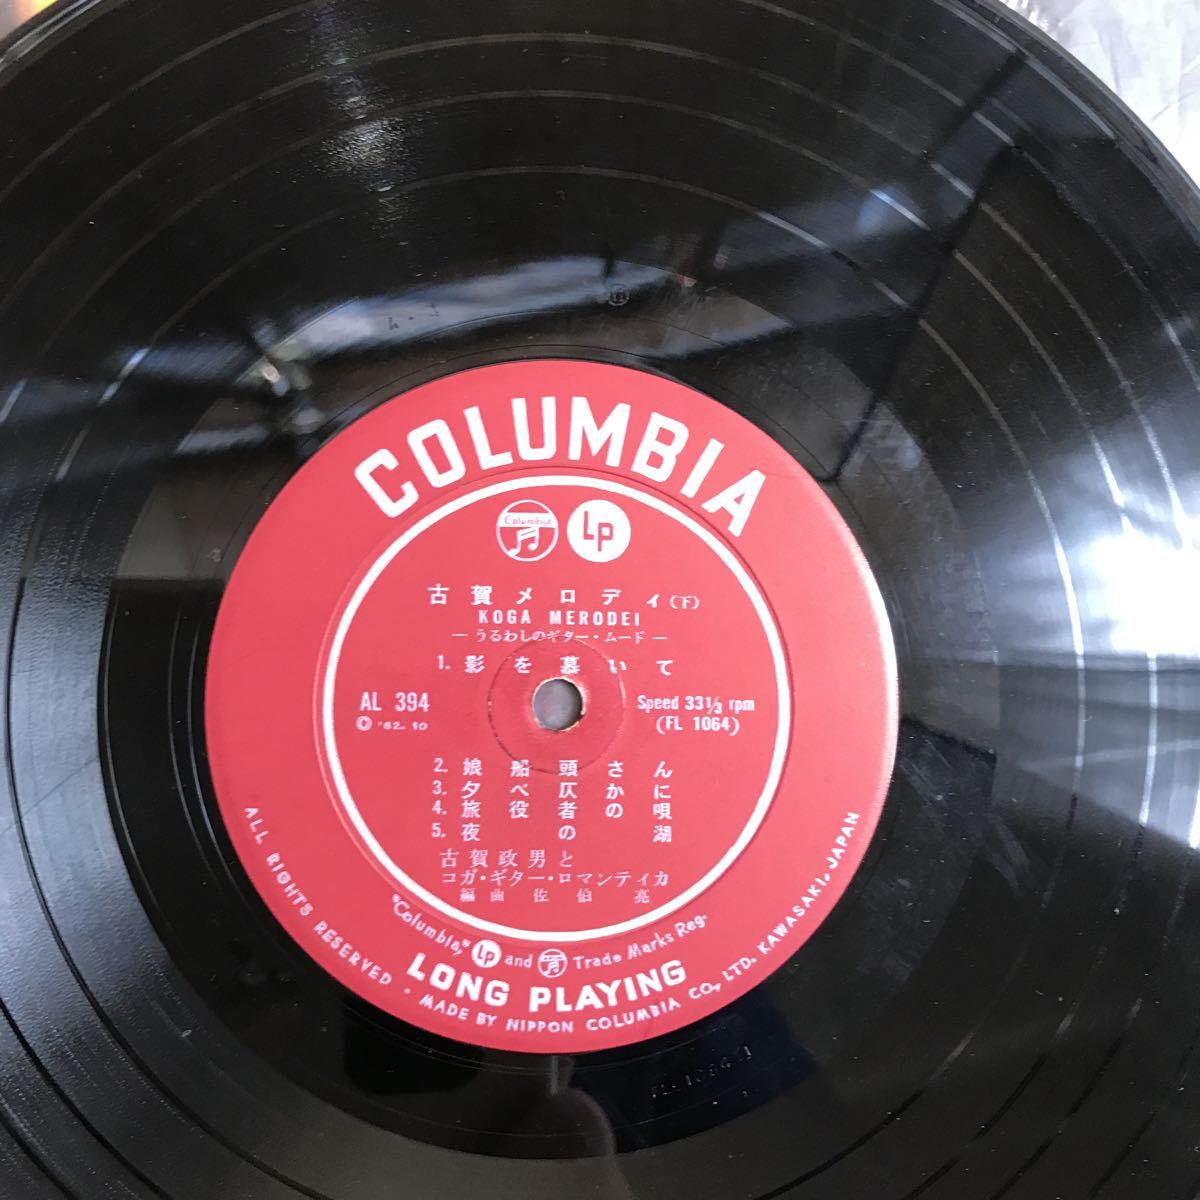 COLUMBIA
Columbia LP
古賀メロディ(下)
KOGA MERODEI
— うるわしのギター・ムード —
1. 影を慕いて
AL 394
Ⓒ '62. 10
Speed 33 1/3 rpm
(FL 1064)
2. 娘船頭さん
3. 夕べ仄かに
4. 旅役者の唄
5. 夜の湖
古賀政男と
コガ・ギター・ロマンティカ
編曲 佐伯亮
"Columbia," LP and Trade Marks Reg.
LONG PLAYING
ALL RIGHTS RESERVED · MADE BY NIPPON COLUMBIA CO., LTD. KAWASAKI, JAPAN